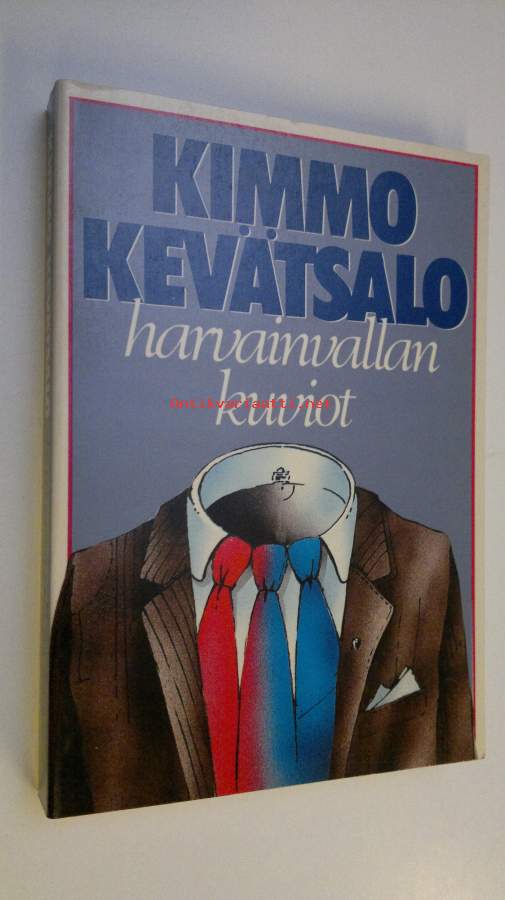 KIMMO
KEVÄTSALO
harvainvallan
kuviot
Antikvariaatti.net